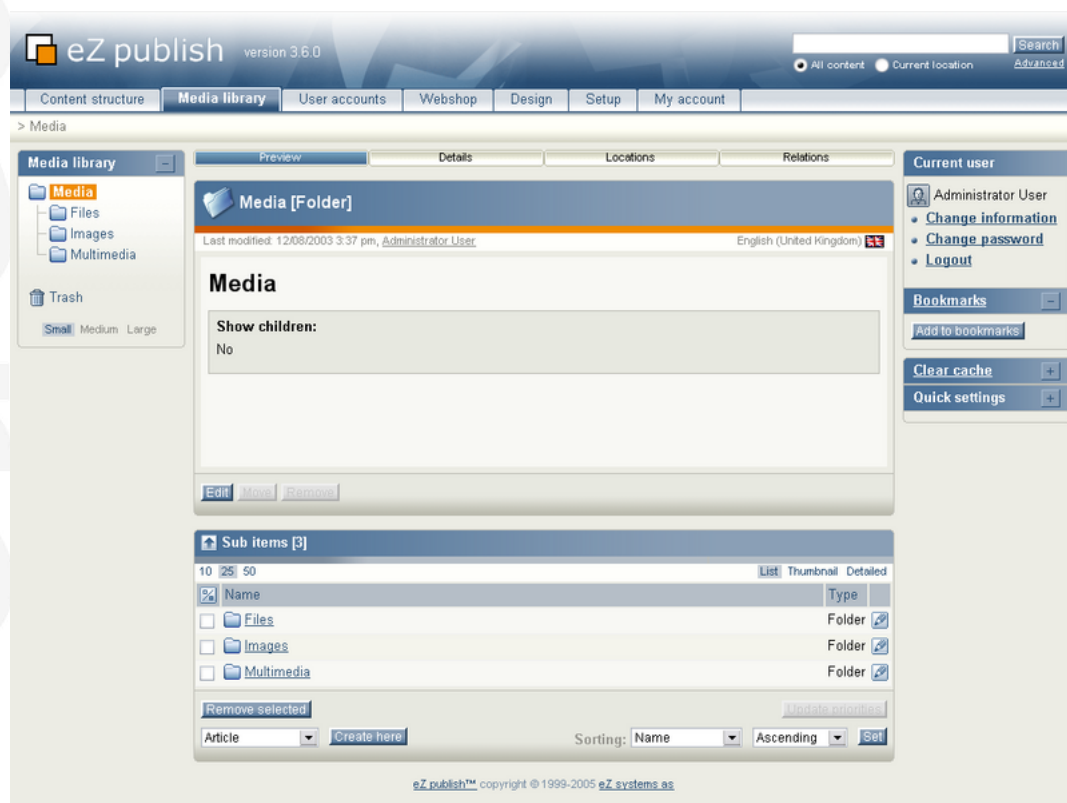 eZ publish version 3.6.0
Search
All content Current location Advanced
Content structure Media library User accounts Webshop Design Setup My account
> Media
Media library
Media
Files
Images
Multimedia
Trash
Small Medium Large
Preview Details Locations Relations
Media [Folder]
Last modified: 12/08/2003 3:37 pm, Administrator User English (United Kingdom)
Media
Show children:
No
Edit Move Remove
Sub items [3]
10 25 50 List Thumbnail Detailed
Name Type
Files Folder
Images Folder
Multimedia Folder
Remove selected Update priorities
Article Create here Sorting: Name Ascending Set
Current user
Administrator User
Change information
Change password
Logout
Bookmarks
Add to bookmarks
Clear cache
Quick settings
eZ publish™ copyright © 1999-2005 eZ systems as